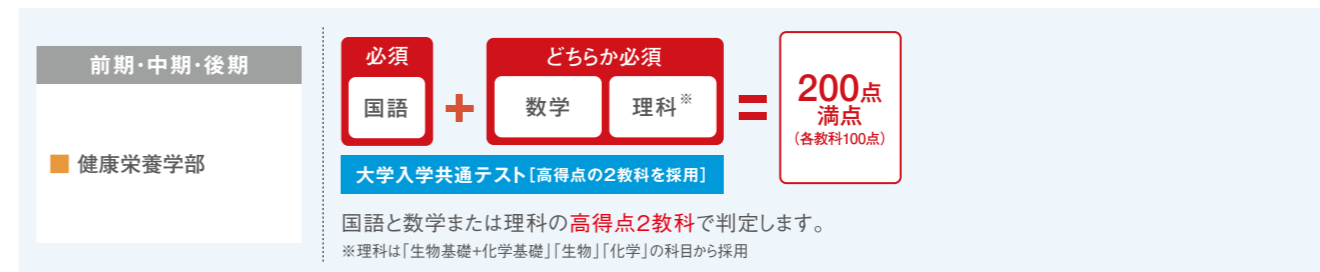 前期・中期・後期
■ 健康栄養学部
必須
国語
+
どちらか必須
数学
理科※
=
200点
満点
(各教科100点)
大学入学共通テスト[高得点の2教科を採用]
国語と数学または理科の高得点2教科で判定します。
※理科は「生物基礎+化学基礎」「生物」「化学」の科目から採用